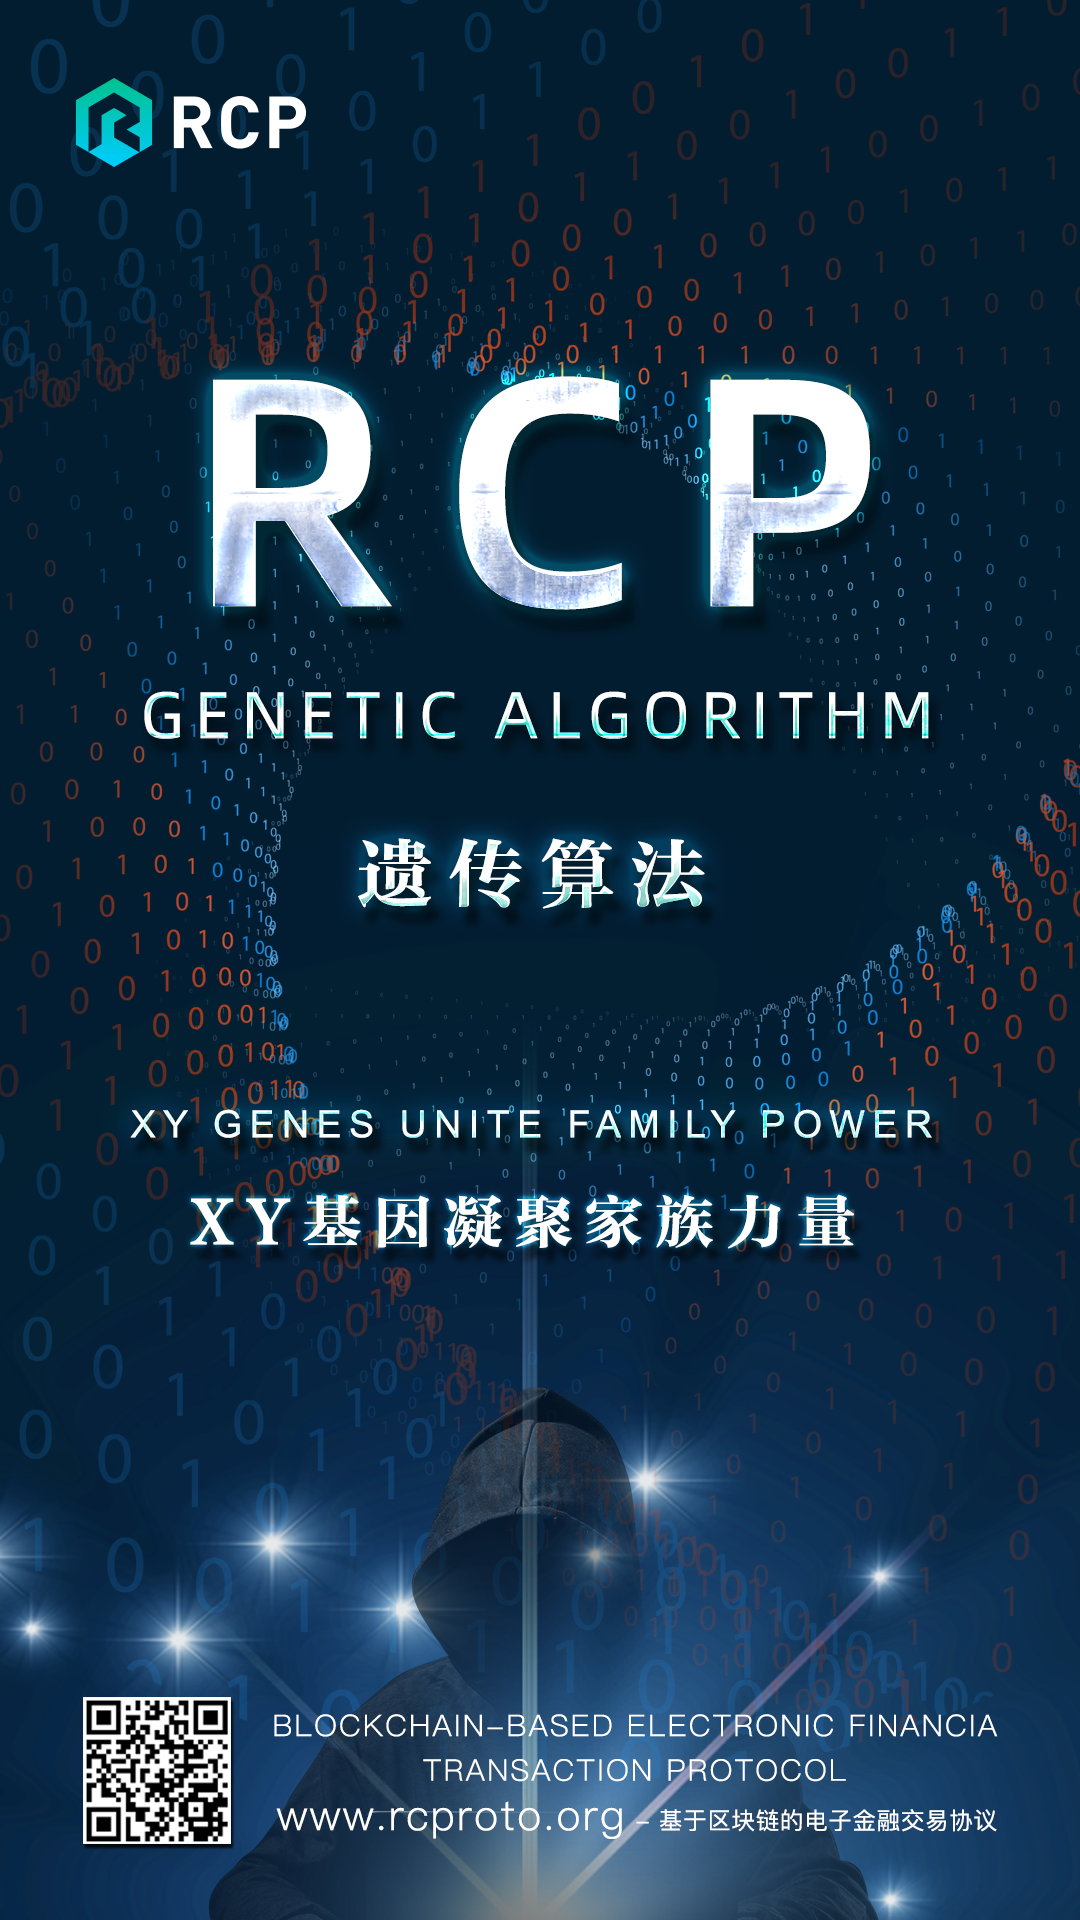 RCP
RCP
GENETIC ALGORITHM
遗传算法
XY GENES UNITE FAMILY POWER
XY基因凝聚家族力量
BLOCKCHAIN-BASED ELECTRONIC FINANCIA
TRANSACTION PROTOCOL
www.rcproto.org - 基于区块链的电子金融交易协议